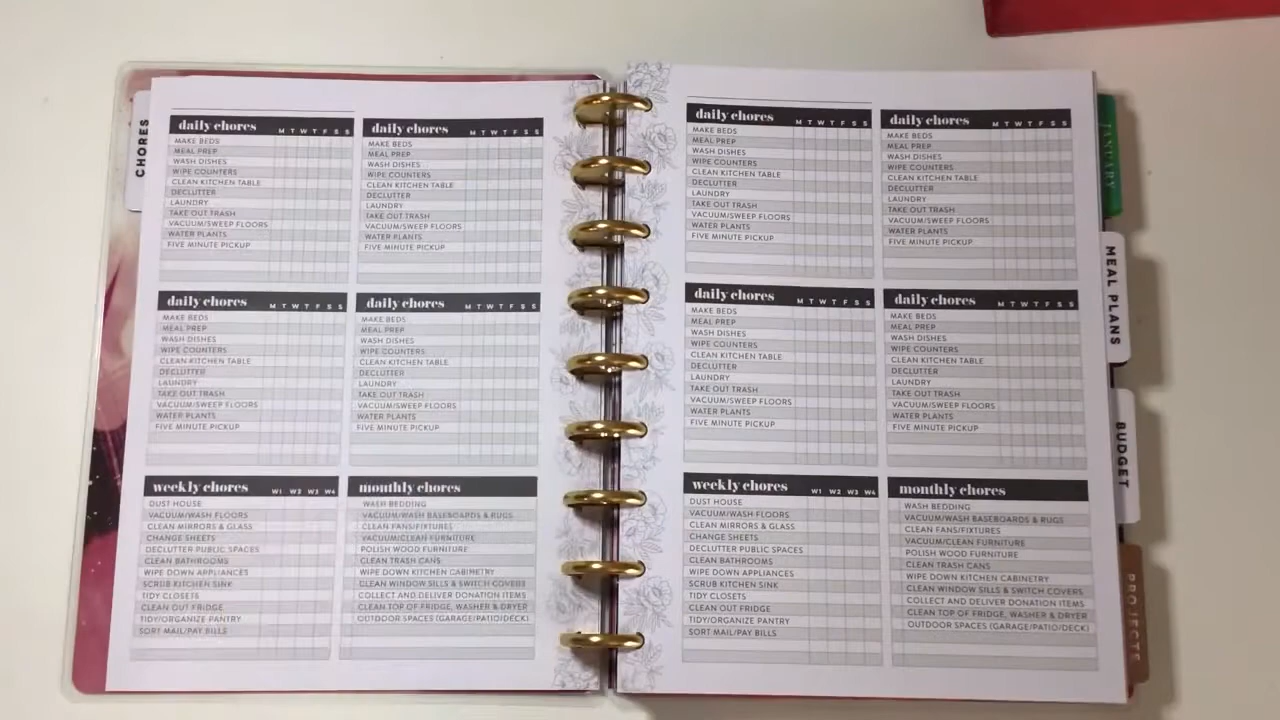 CHORES
daily chores M T W T F S S
MAKE BEDS
MEAL PREP
WASH DISHES
WIPE COUNTERS
CLEAN KITCHEN TABLE
DECLUTTER
LAUNDRY
TAKE OUT TRASH
VACUUM/SWEEP FLOORS
WATER PLANTS
FIVE MINUTE PICKUP
daily chores M T W T F S S
MAKE BEDS
MEAL PREP
WASH DISHES
WIPE COUNTERS
CLEAN KITCHEN TABLE
DECLUTTER
LAUNDRY
TAKE OUT TRASH
VACUUM/SWEEP FLOORS
WATER PLANTS
FIVE MINUTE PICKUP
daily chores M T W T F S S
MAKE BEDS
MEAL PREP
WASH DISHES
WIPE COUNTERS
CLEAN KITCHEN TABLE
DECLUTTER
LAUNDRY
TAKE OUT TRASH
VACUUM/SWEEP FLOORS
WATER PLANTS
FIVE MINUTE PICKUP
daily chores M T W T F S S
MAKE BEDS
MEAL PREP
WASH DISHES
WIPE COUNTERS
CLEAN KITCHEN TABLE
DECLUTTER
LAUNDRY
TAKE OUT TRASH
VACUUM/SWEEP FLOORS
WATER PLANTS
FIVE MINUTE PICKUP
weekly chores W1 W2 W3 W4
DUST HOUSE
VACUUM/WASH FLOORS
CLEAN MIRRORS & GLASS
CHANGE SHEETS
DECLUTTER PUBLIC SPACES
CLEAN BATHROOMS
WIPE DOWN APPLIANCES
SCRUB KITCHEN SINK
TIDY CLOSETS
CLEAN OUT FRIDGE
TIDY/ORGANIZE PANTRY
SORT MAIL/PAY BILLS
monthly chores
WASH BEDDING
VACUUM/WASH BASEBOARDS & RUGS
CLEAN FANS/FIXTURES
VACUUM/CLEAN FURNITURE
POLISH WOOD FURNITURE
CLEAN TRASH CANS
WIPE DOWN KITCHEN CABINETRY
CLEAN WINDOW SILLS & SWITCH COVERS
COLLECT AND DELIVER DONATION ITEMS
CLEAN TOP OF FRIDGE, WASHER & DRYER
OUTDOOR SPACES (GARAGE/PATIO/DECK)
daily chores M T W T F S S
MAKE BEDS
MEAL PREP
WASH DISHES
WIPE COUNTERS
CLEAN KITCHEN TABLE
DECLUTTER
LAUNDRY
TAKE OUT TRASH
VACUUM/SWEEP FLOORS
WATER PLANTS
FIVE MINUTE PICKUP
daily chores M T W T F S S
MAKE BEDS
MEAL PREP
WASH DISHES
WIPE COUNTERS
CLEAN KITCHEN TABLE
DECLUTTER
LAUNDRY
TAKE OUT TRASH
VACUUM/SWEEP FLOORS
WATER PLANTS
FIVE MINUTE PICKUP
daily chores M T W T F S S
MAKE BEDS
MEAL PREP
WASH DISHES
WIPE COUNTERS
CLEAN KITCHEN TABLE
DECLUTTER
LAUNDRY
TAKE OUT TRASH
VACUUM/SWEEP FLOORS
WATER PLANTS
FIVE MINUTE PICKUP
daily chores M T W T F S S
MAKE BEDS
MEAL PREP
WASH DISHES
WIPE COUNTERS
CLEAN KITCHEN TABLE
DECLUTTER
LAUNDRY
TAKE OUT TRASH
VACUUM/SWEEP FLOORS
WATER PLANTS
FIVE MINUTE PICKUP
weekly chores W1 W2 W3 W4
DUST HOUSE
VACUUM/WASH FLOORS
CLEAN MIRRORS & GLASS
CHANGE SHEETS
DECLUTTER PUBLIC SPACES
CLEAN BATHROOMS
WIPE DOWN APPLIANCES
SCRUB KITCHEN SINK
TIDY CLOSETS
CLEAN OUT FRIDGE
TIDY/ORGANIZE PANTRY
SORT MAIL/PAY BILLS
monthly chores
WASH BEDDING
VACUUM/WASH BASEBOARDS & RUGS
CLEAN FANS/FIXTURES
VACUUM/CLEAN FURNITURE
POLISH WOOD FURNITURE
CLEAN TRASH CANS
WIPE DOWN KITCHEN CABINETRY
CLEAN WINDOW SILLS & SWITCH COVERS
COLLECT AND DELIVER DONATION ITEMS
CLEAN TOP OF FRIDGE, WASHER & DRYER
OUTDOOR SPACES (GARAGE/PATIO/DECK)
JANUARY
MEAL PLANS
BUDGET
PROJECTS